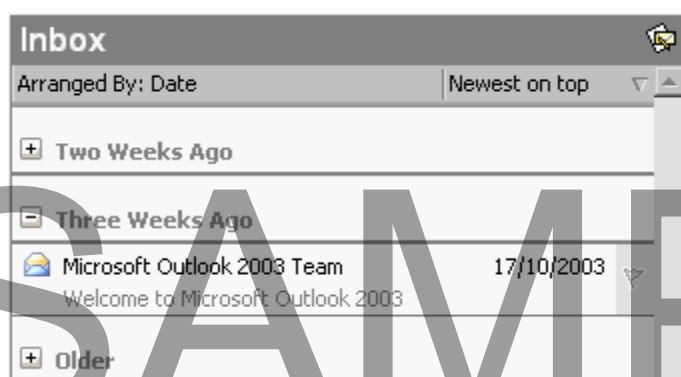 Inbox
Arranged By: Date Newest on top
Two Weeks Ago
Three Weeks Ago
Microsoft Outlook 2003 Team 17/10/2003
Welcome to Microsoft Outlook 2003
Older
SAM